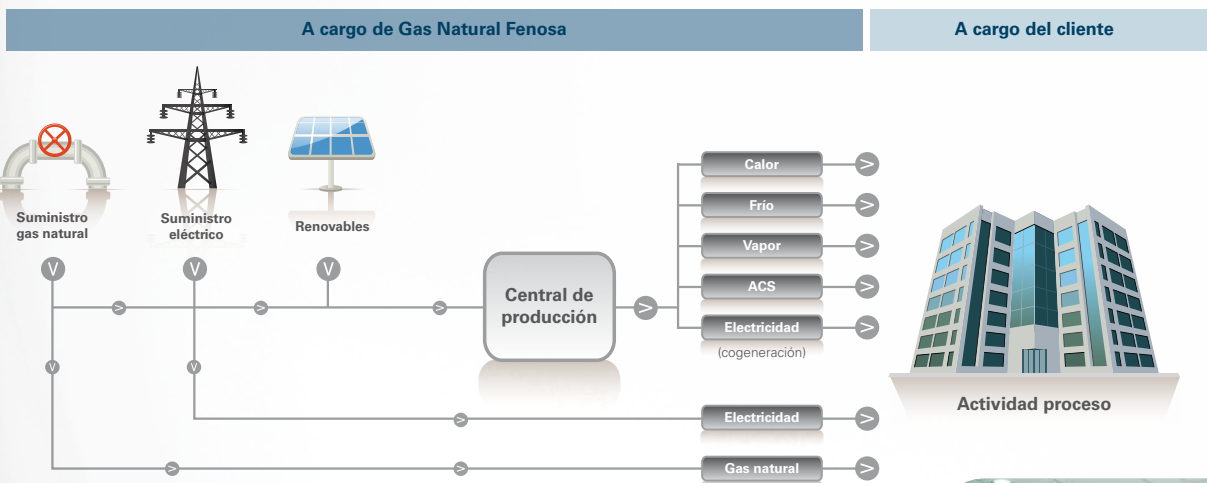 A cargo de Gas Natural Fenosa
A cargo del cliente
Suministro
gas natural
Suministro
eléctrico
Renovables
Central de
producción
Calor
Frío
Vapor
ACS
Electricidad
(cogeneración)
Electricidad
Gas natural
Actividad proceso